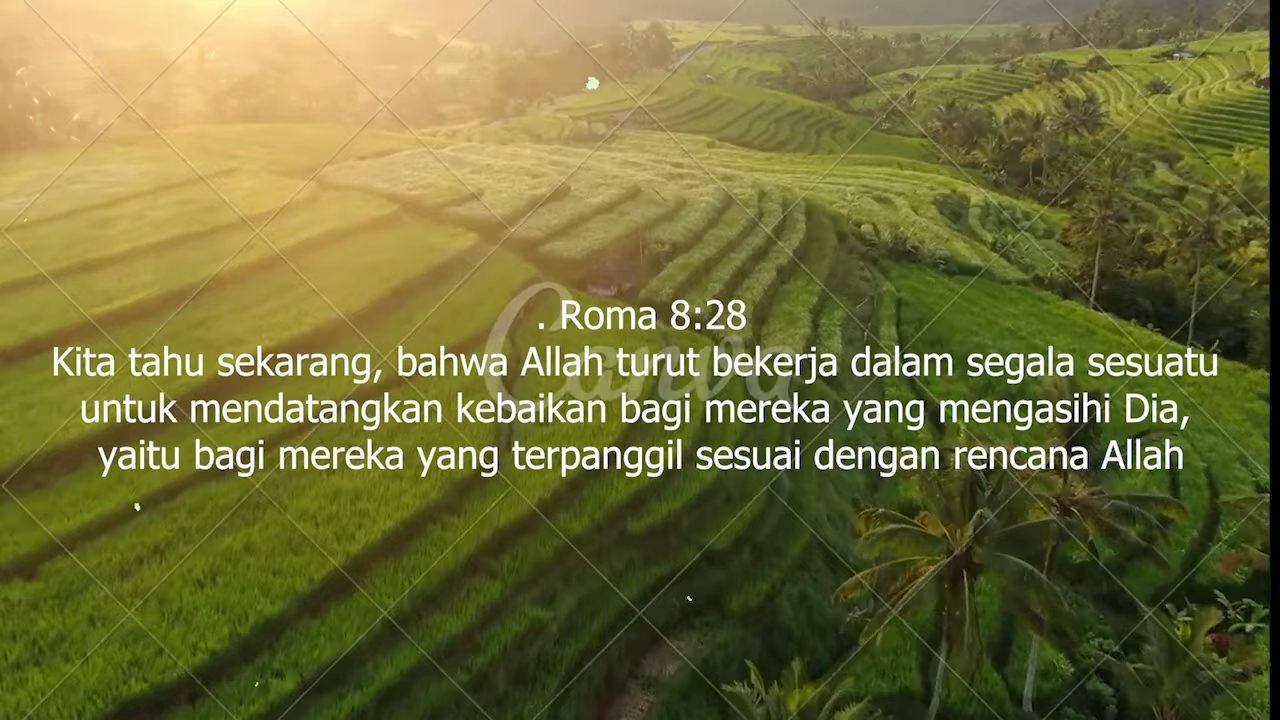 . Roma 8:28
Kita tahu sekarang, bahwa Allah turut bekerja dalam segala sesuatu
untuk mendatangkan kebaikan bagi mereka yang mengasihi Dia,
yaitu bagi mereka yang terpanggil sesuai dengan rencana Allah
Canva